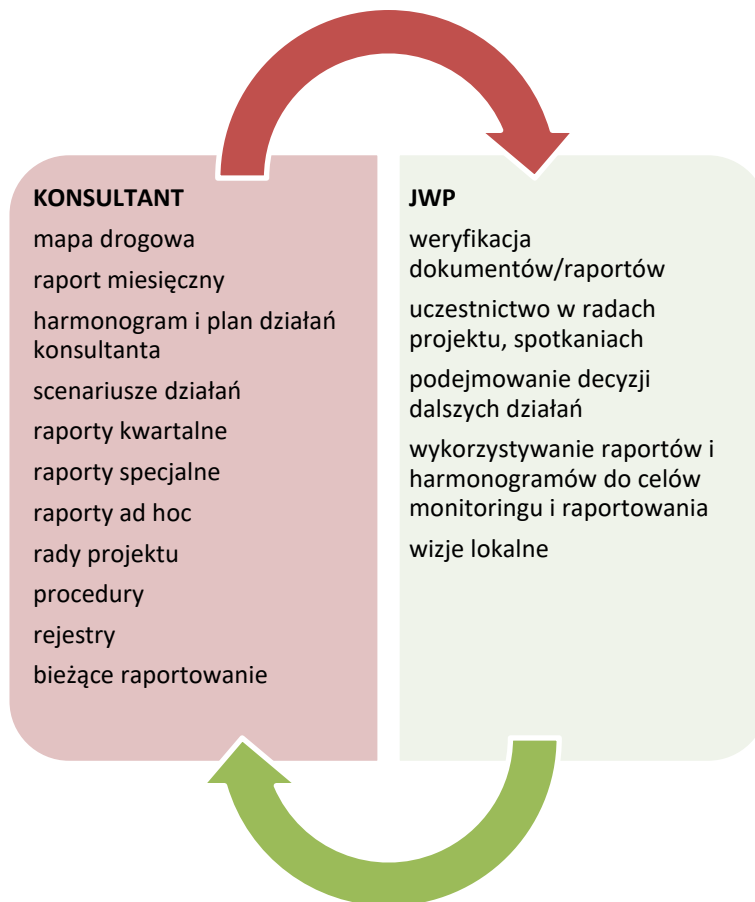 KONSULTANT
mapa drogowa
raport miesięczny
harmonogram i plan działań
konsultanta
scenariusze działań
raporty kwartalne
raporty specjalne
raporty ad hoc
rady projektu
procedury
rejestry
bieżące raportowanie
JWP
weryfikacja
dokumentów/raportów
uczestnictwo w radach
projektu, spotkaniach
podejmowanie decyzji
dalszych działań
wykorzystywanie raportów i
harmonogramów do celów
monitoringu i raportowania
wizje lokalne